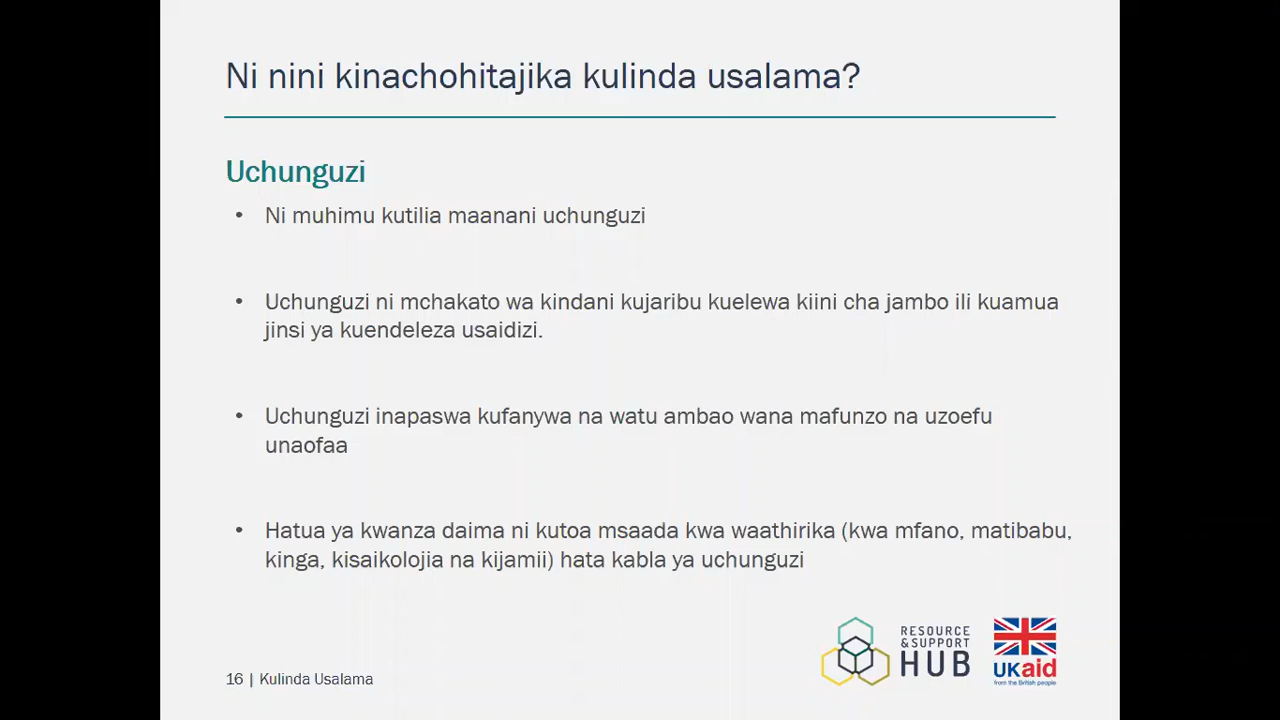 Ni nini kinachohitajika kulinda usalama?
Uchunguzi
• Ni muhimu kutilia maanani uchunguzi
• Uchunguzi ni mchakato wa kindani kujaribu kuelewa kiini cha jambo ili kuamua
jinsi ya kuendeleza usaidizi.
• Uchunguzi inapaswa kufanywa na watu ambao wana mafunzo na uzoefu
unaofaa
• Hatua ya kwanza daima ni kutoa msaada kwa waathirika (kwa mfano, matibabu,
kinga, kisaikolojia na kijamii) hata kabla ya uchunguzi
16 | Kulinda Usalama
RESOURCE
&SUPPORT
HUB
UKaid
from the British people